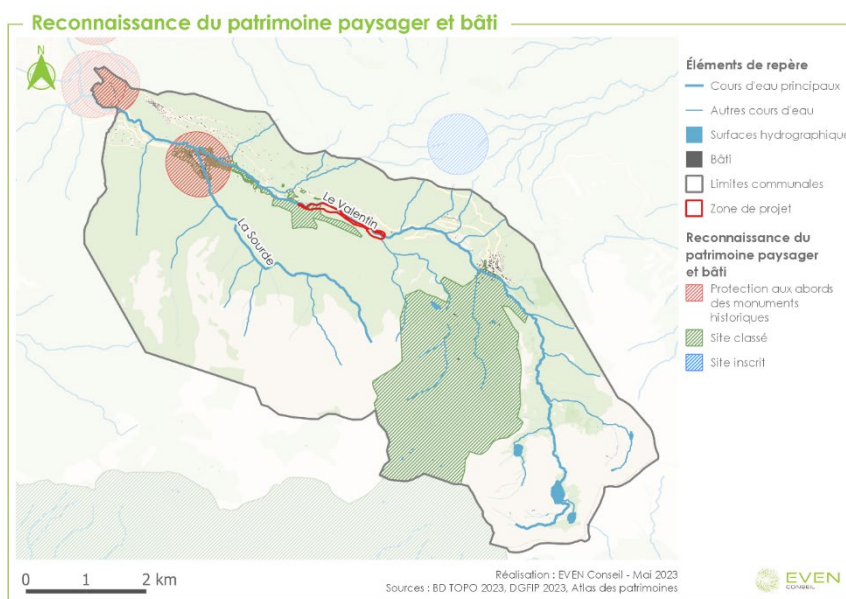 Reconnaissance du patrimoine paysager et bâti
N
Le Valentin
La Sourde
Éléments de repère
Cours d'eau principaux
Autres cours d'eau
Surfaces hydrographique
Bâti
Limites communales
Zone de projet
Reconnaissance du
patrimoine paysager
et bâti
Protection aux abords
des monuments
historiques
Site classé
Site inscrit
0 1 2 km
Réalisation : EVEN Conseil - Mai 2023
Sources : BD TOPO 2023, DGFIP 2023, Atlas des patrimoines
EVEN
CONSEIL